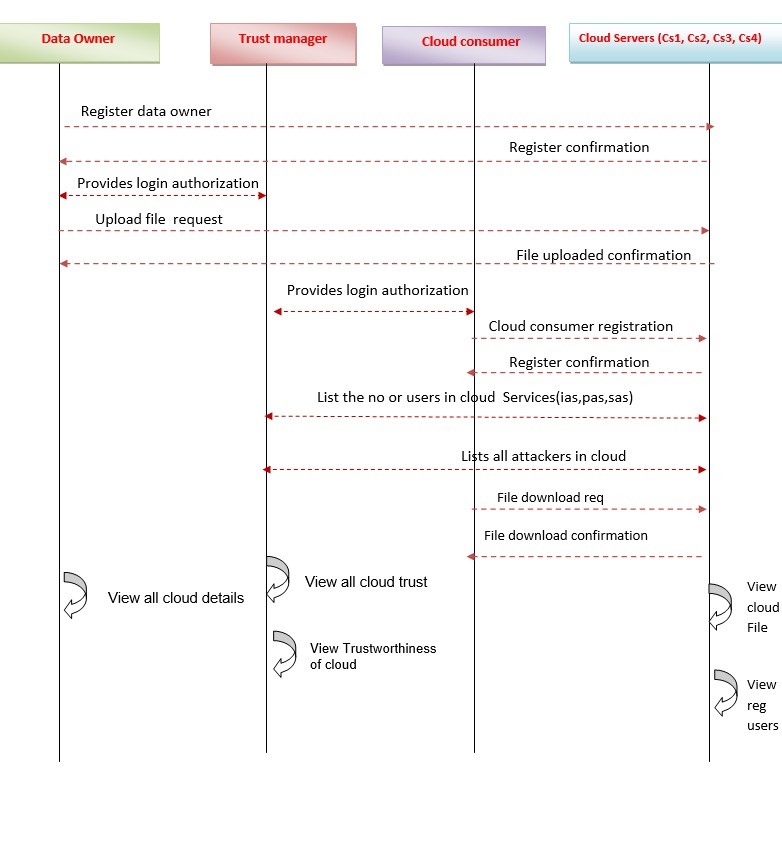 Data Owner
Trust manager
Cloud consumer
Cloud Servers (Cs1, Cs2, Cs3, Cs4)
Register data owner
Register confirmation
Provides login authorization
Upload file  request
File uploaded confirmation
Provides login authorization
Cloud consumer registration
Register confirmation
List the no or users in cloud  Services(ias,pas,sas)
Lists all attackers in cloud
File download req
File download confirmation
View all cloud details
View all cloud trust
View
cloud
File
View Trustworthiness
of cloud
View
reg
users